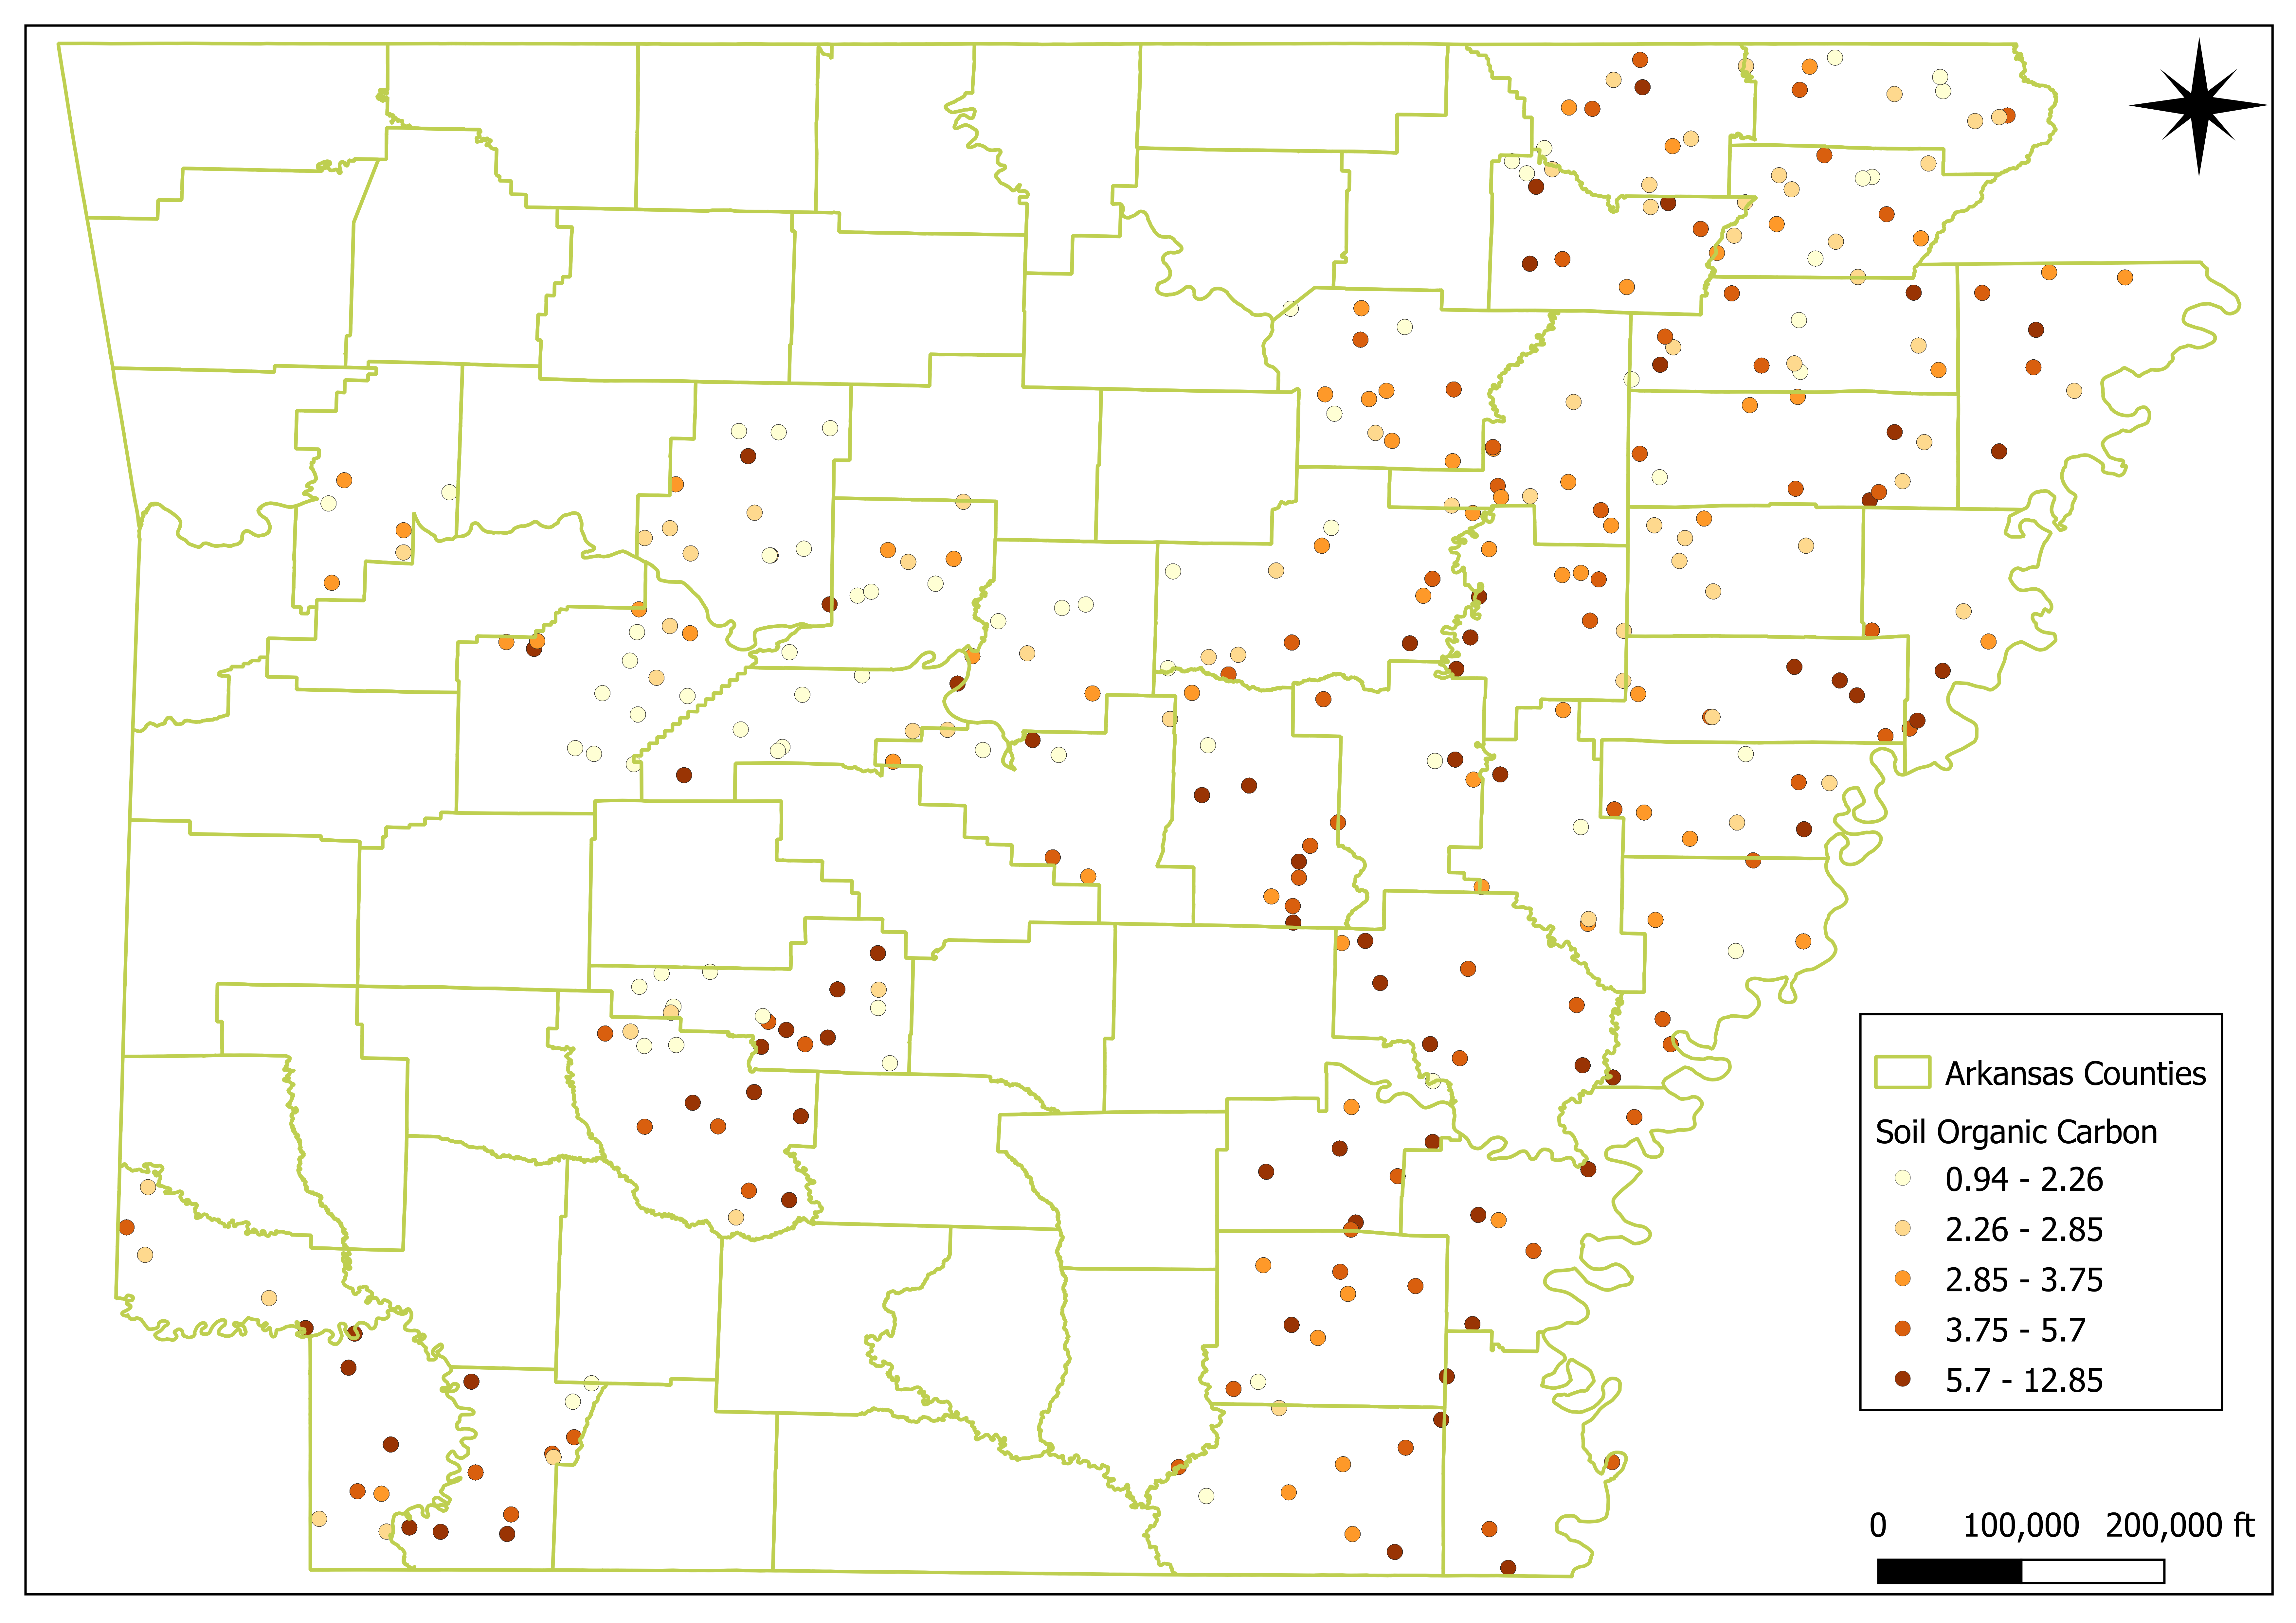 Arkansas Counties
Soil Organic Carbon
0.94 - 2.26
2.26 - 2.85
2.85 - 3.75
3.75 - 5.7
5.7 - 12.85
0 100,000 200,000 ft